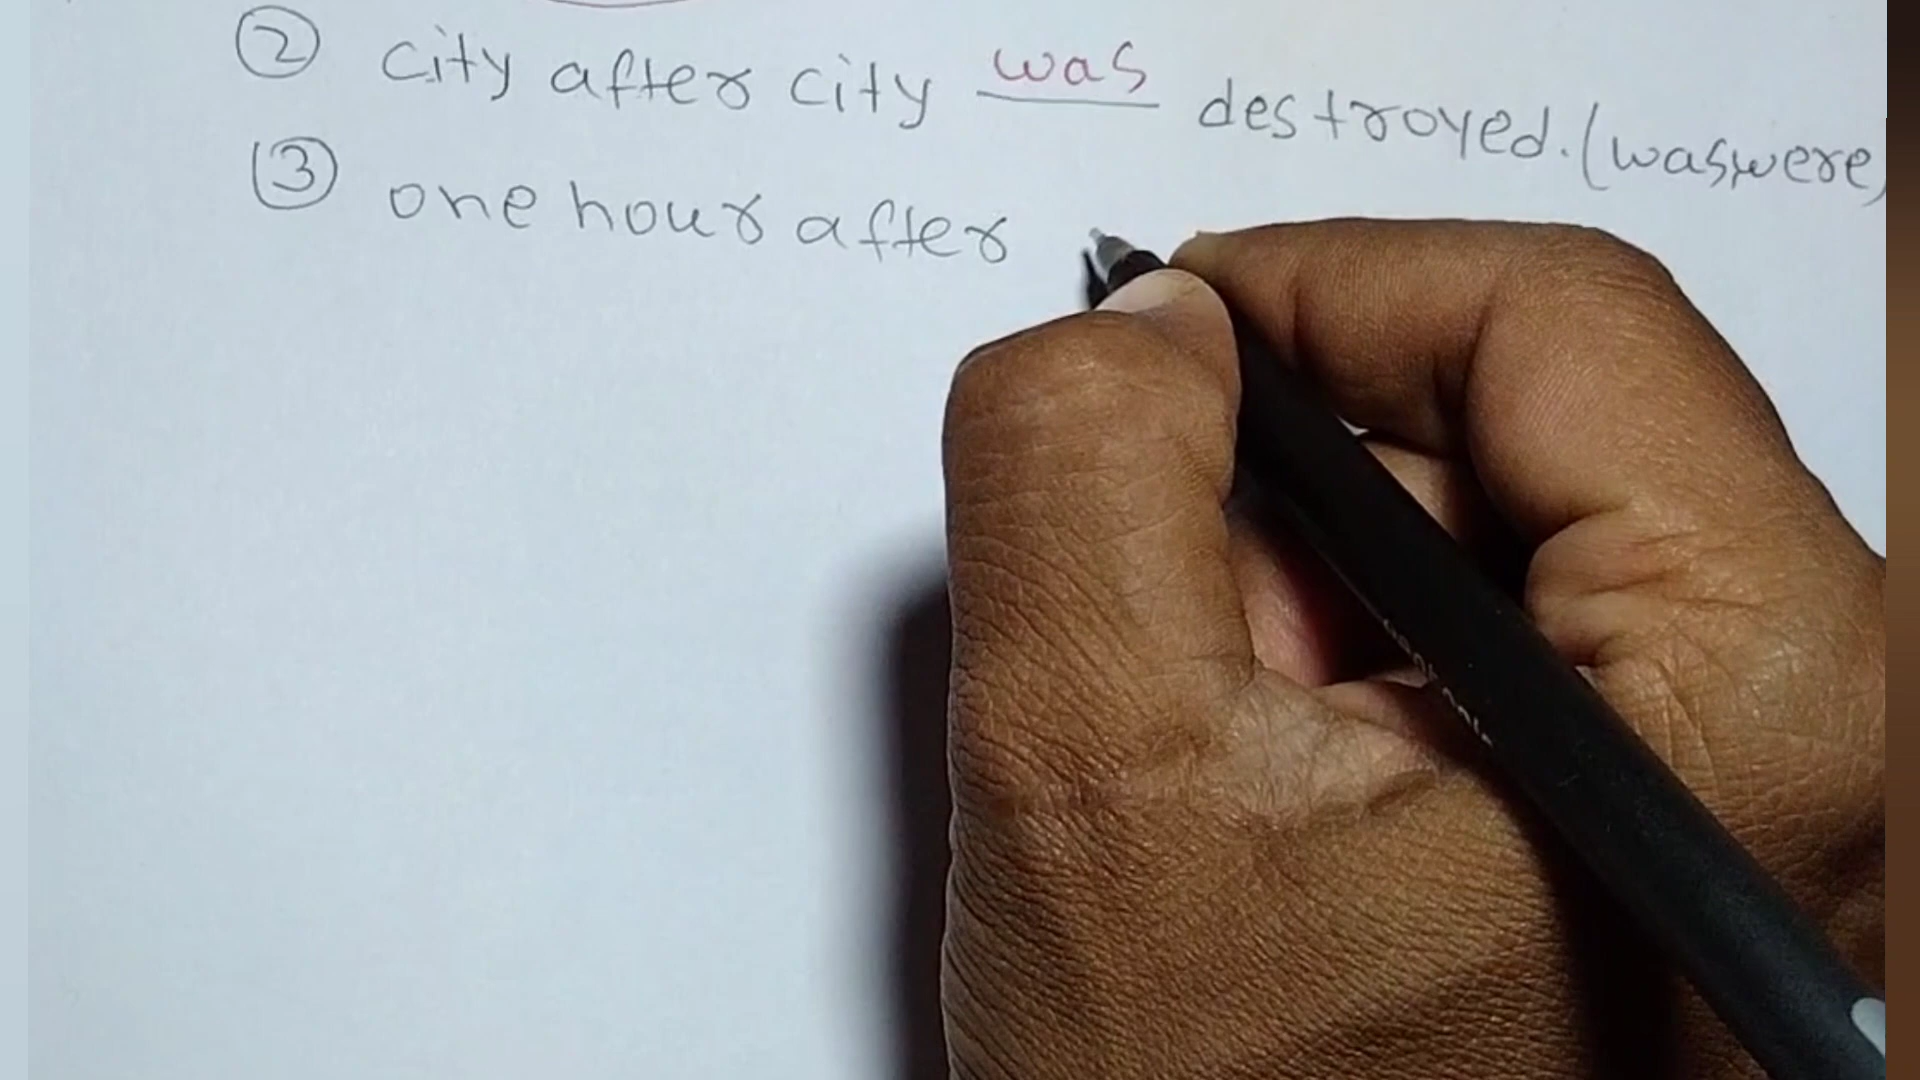 ② city after city was destroyed. (was, were)
③ one hour after